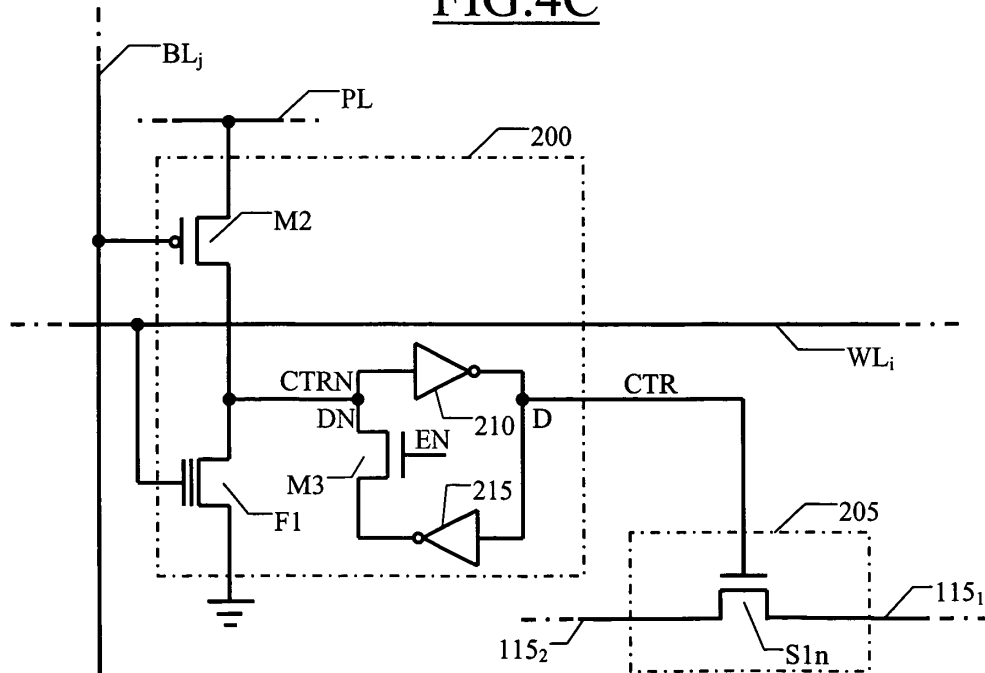 FIG.4C
BLj
PL
200
M2
WLi
CTRN
CTR
DN
210
D
EN
M3
215
F1
205
115₁
115₂
S1n